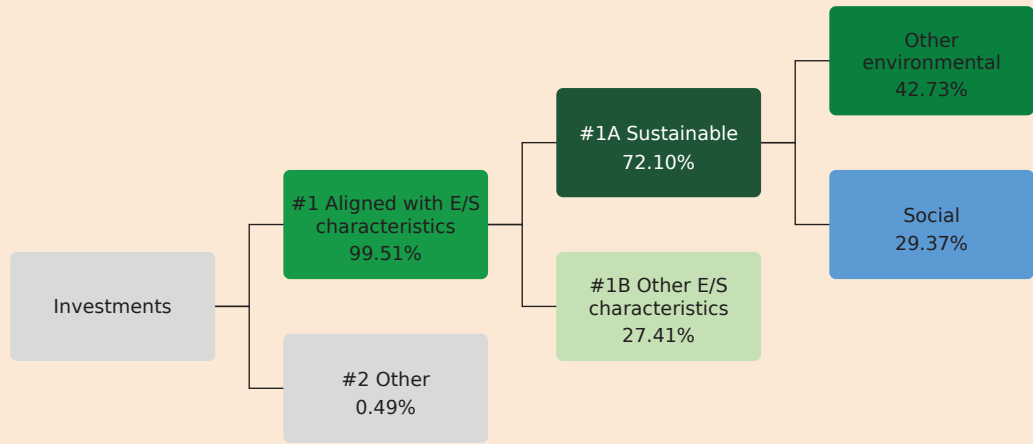 Investments
#1 Aligned with E/S
characteristics
99.51%
#2 Other
0.49%
#1A Sustainable
72.10%
#1B Other E/S
characteristics
27.41%
Other
environmental
42.73%
Social
29.37%